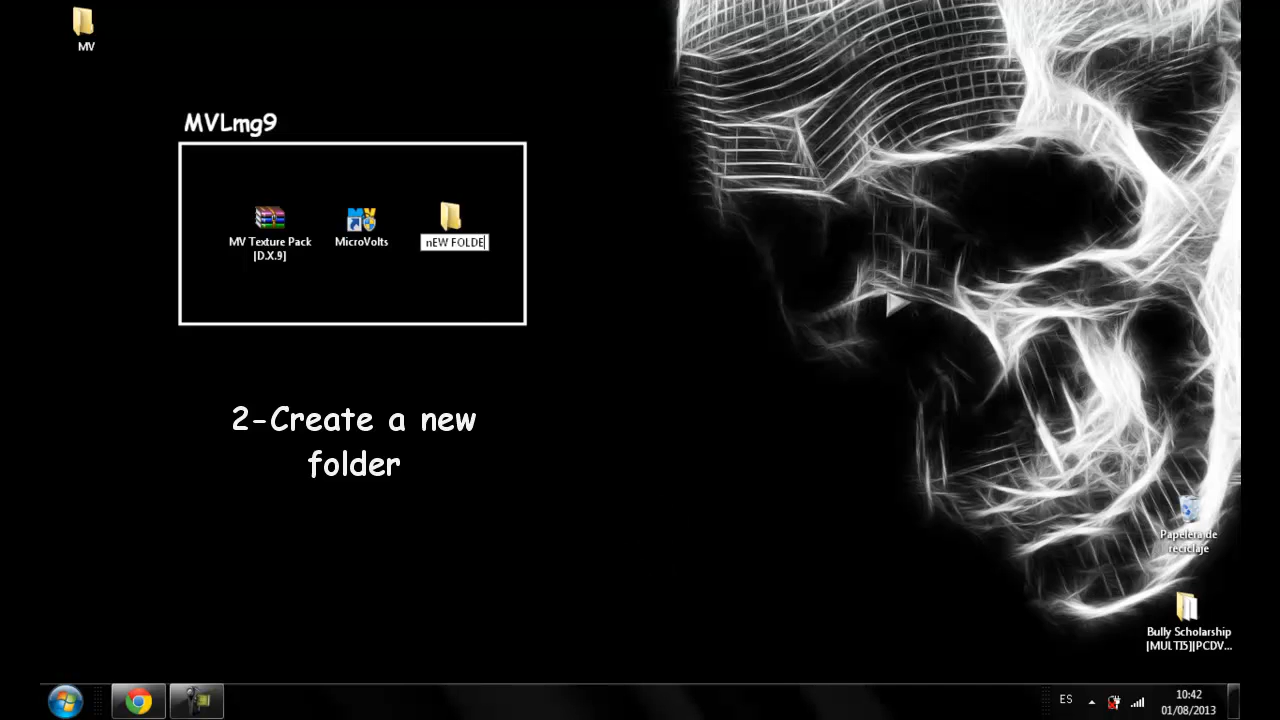 MV
MVLmg9
MV Texture Pack
[D.X.9]
MicroVolts
nEW FOLDE
2-Create a new
folder
Papelera de
reciclaje
Bully Scholarship
[MULTI5][PCDV...
ES
10:42
01/08/2013